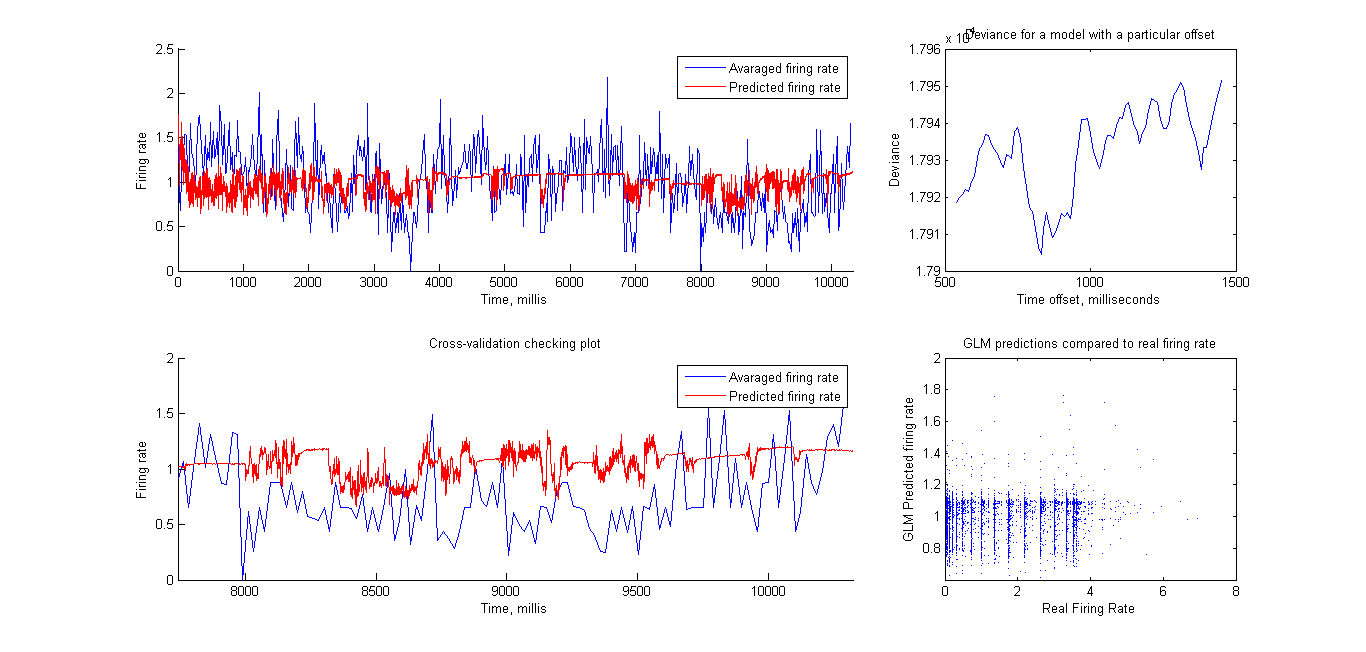 2.5
2
1.5
1
0.5
0
Firing rate
Avaraged firing rate
Predicted firing rate
0 1000 2000 3000 4000 5000 6000 7000 8000 9000 10000
Time, millis
x 10^4
Deviance for a model with a particular offset
1.796
1.795
1.794
1.793
1.792
1.791
1.79
Deviance
500 1000 1500
Time offset, milliseconds
Cross-validation checking plot
2
1.5
1
0.5
0
Firing rate
Avaraged firing rate
Predicted firing rate
8000 8500 9000 9500 10000
Time, millis
GLM predictions compared to real firing rate
2
1.8
1.6
1.4
1.2
1
0.8
GLM Predicted firing rate
0 2 4 6 8
Real Firing Rate